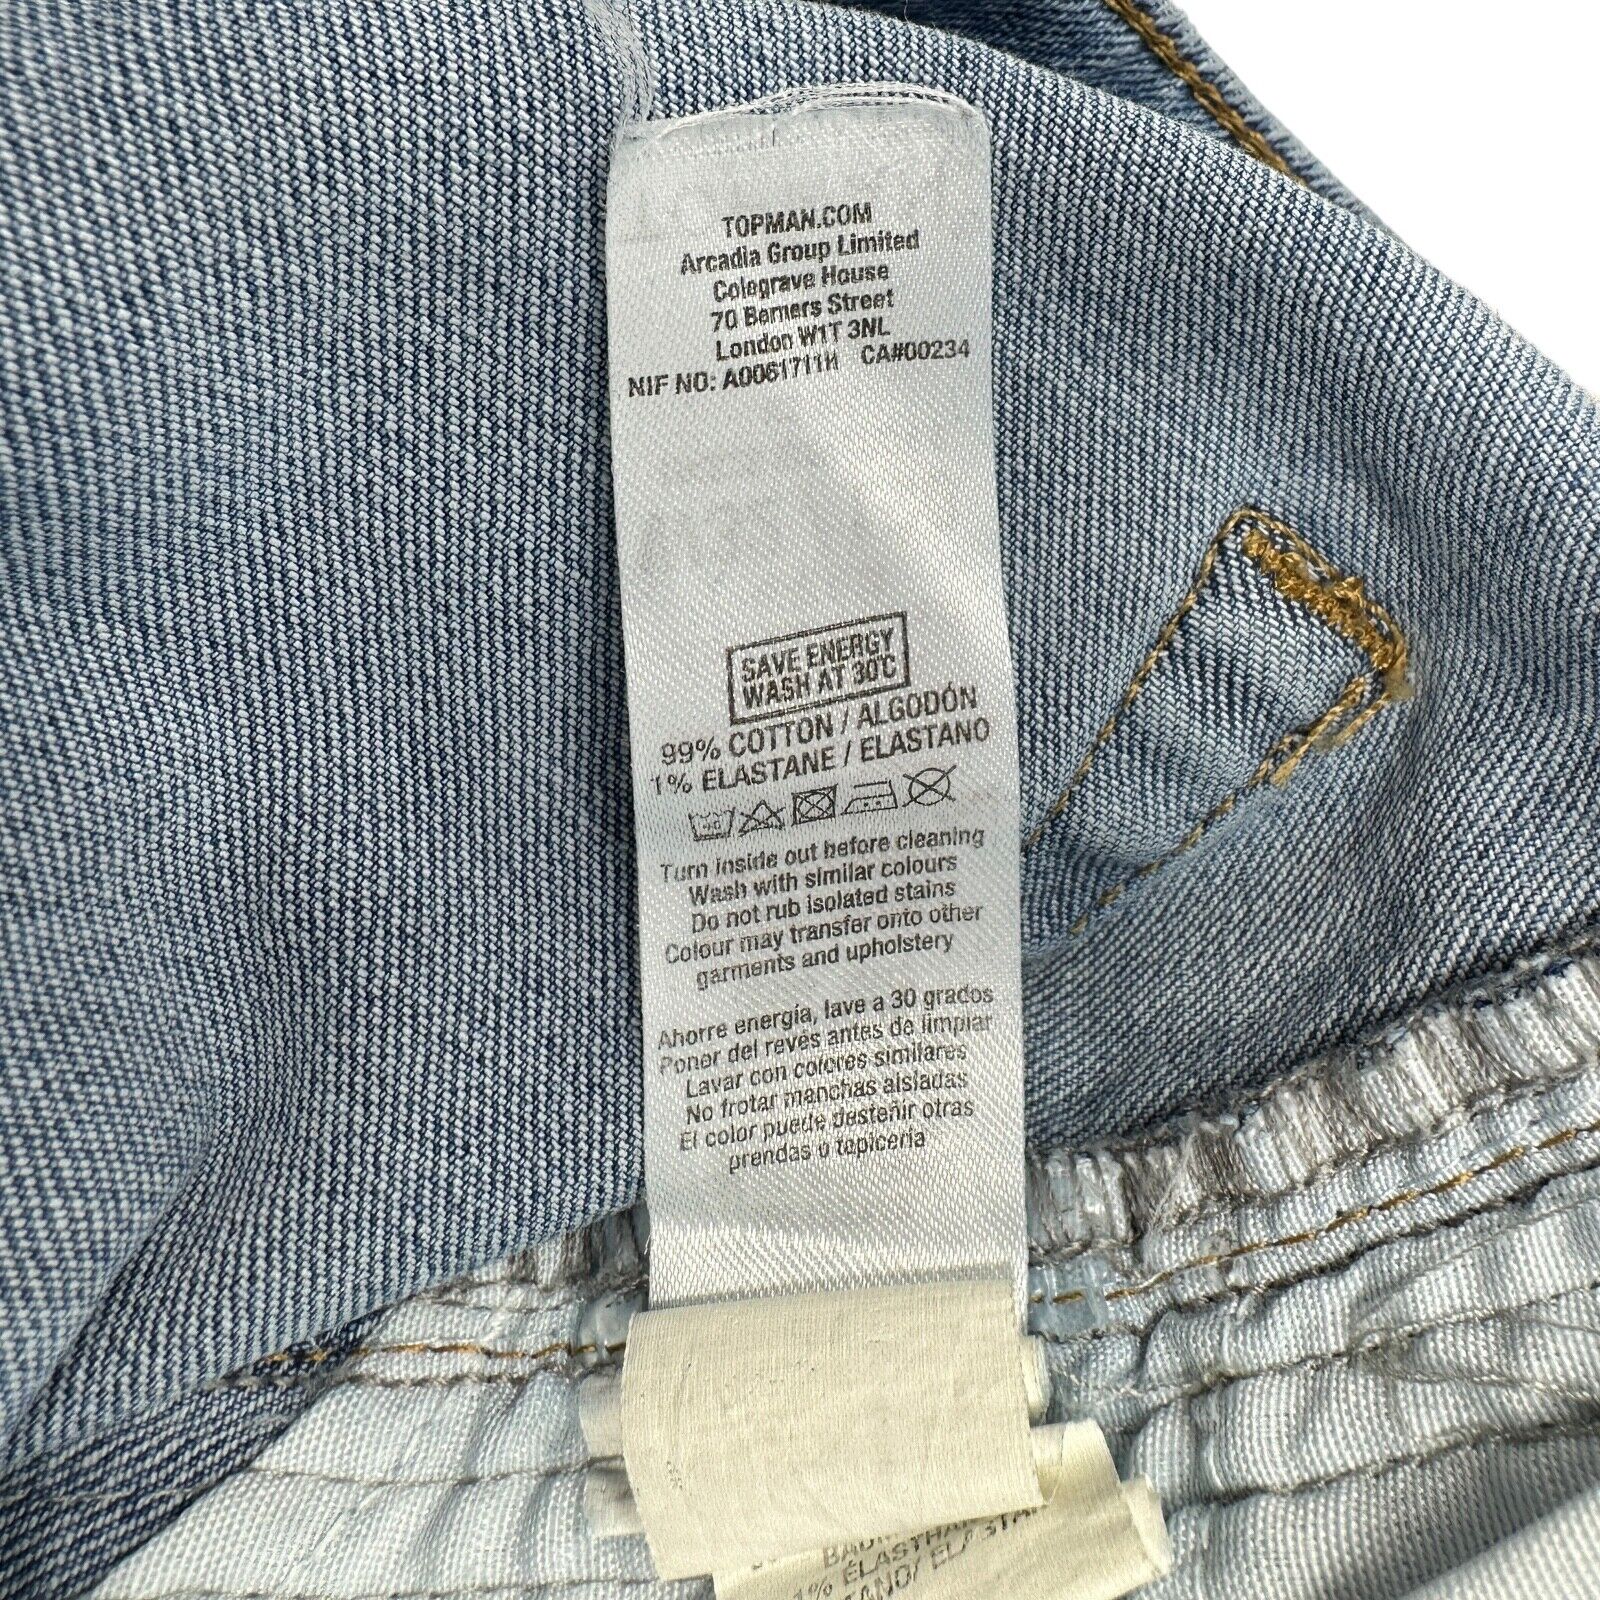 TOPMAN.COM
Arcadia Group Limited
Colegrave House
70 Berners Street
London W1T 3NL
NIF NO: A0061711H CA#00234
SAVE ENERGY
WASH AT 30°C
99% COTTON / ALGODÓN
1% ELASTANE / ELASTANO
Turn inside out before cleaning
Wash with similar colours
Do not rub isolated stains
Colour may transfer onto other
garments and upholstery
Ahorre energía, lave a 30 grados
Poner del revés antes de limpiar
Lavar con colores similares
No frotar manchas aisladas
El color puede desteñir otras
prendas o tapicería
1% ÉLASTHAN